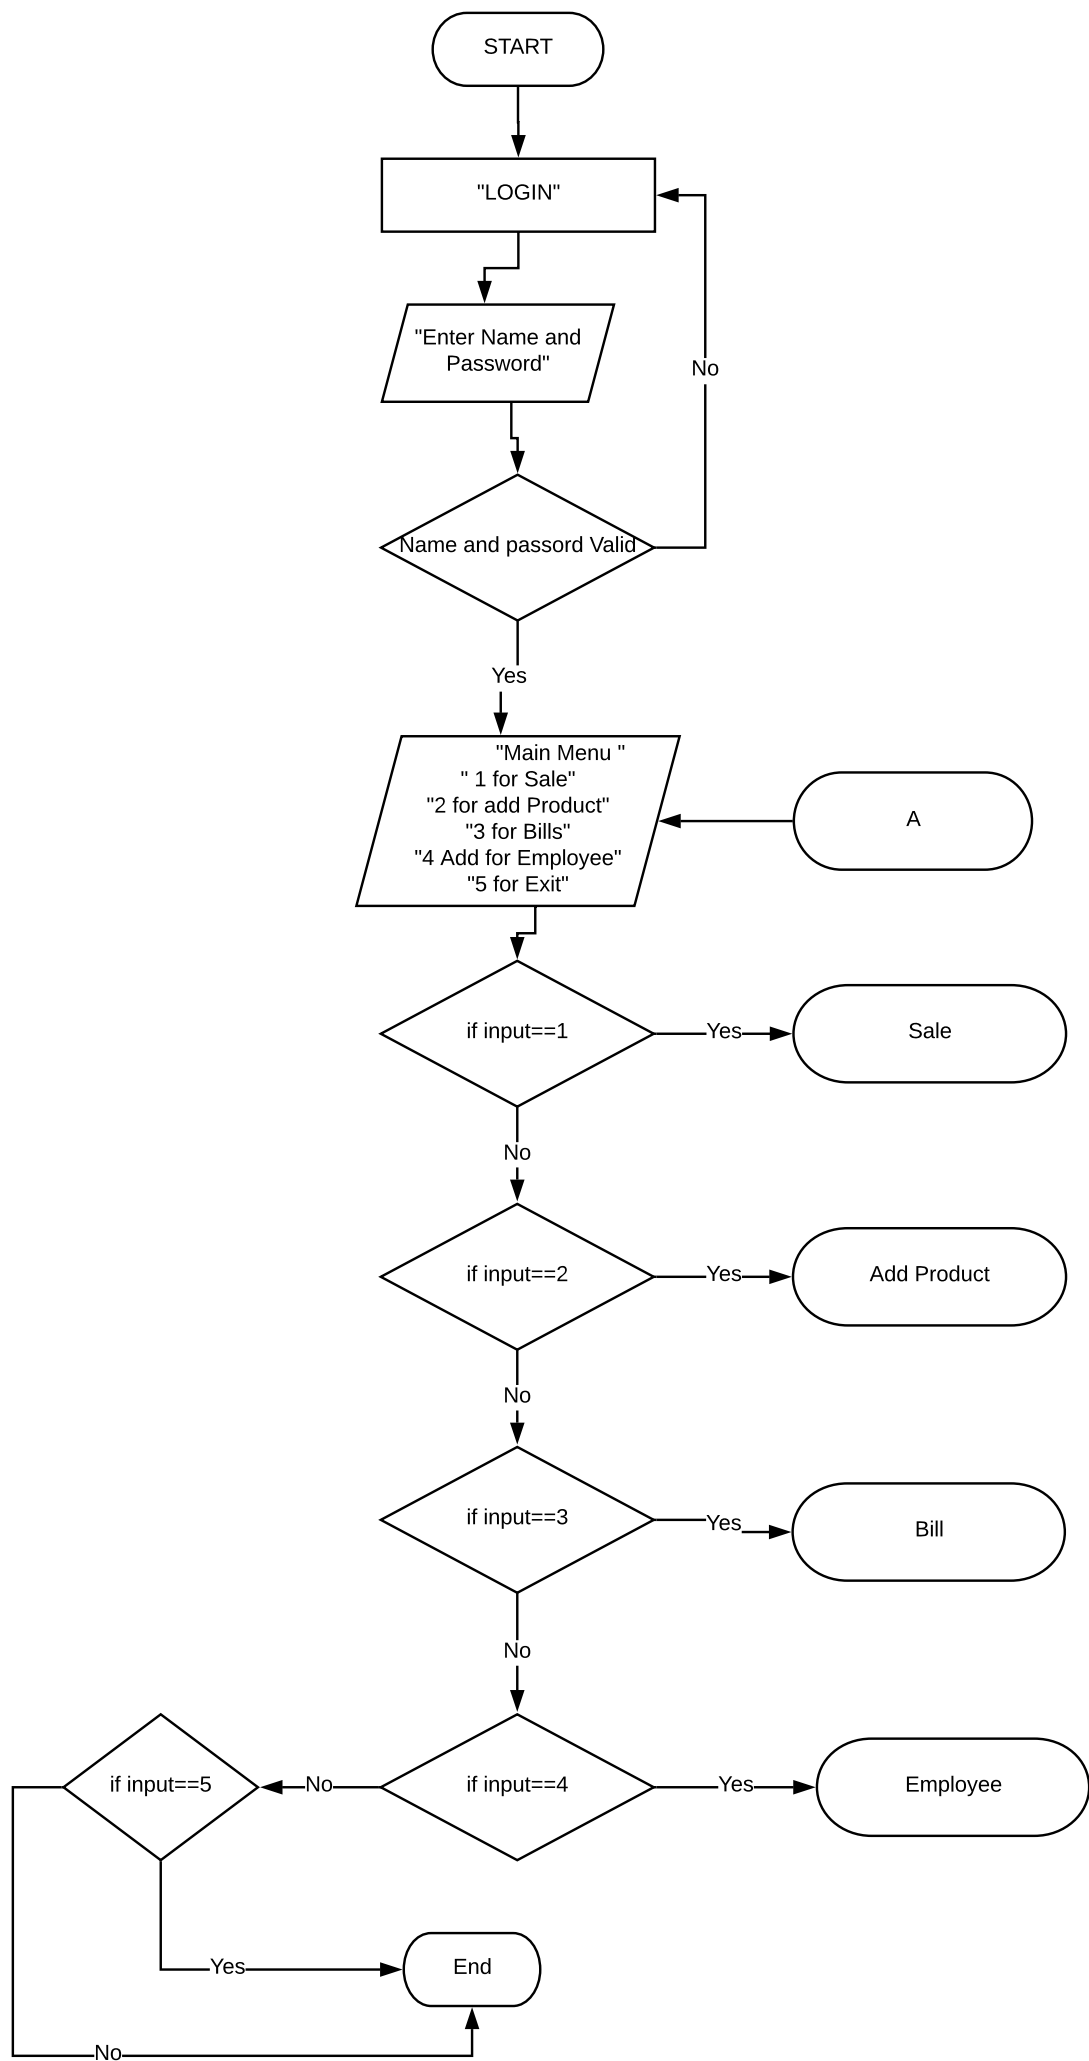 START
"LOGIN"
"Enter Name and
Password"
No
Name and passord Valid
Yes
"Main Menu "
" 1 for Sale"
"2 for add Product"
"3 for Bills"
"4 Add for Employee"
"5 for Exit"
A
if input==1
Yes
Sale
No
if input==2
Yes
Add Product
No
if input==3
Yes
Bill
No
if input==5
No
if input==4
Yes
Employee
Yes
End
No